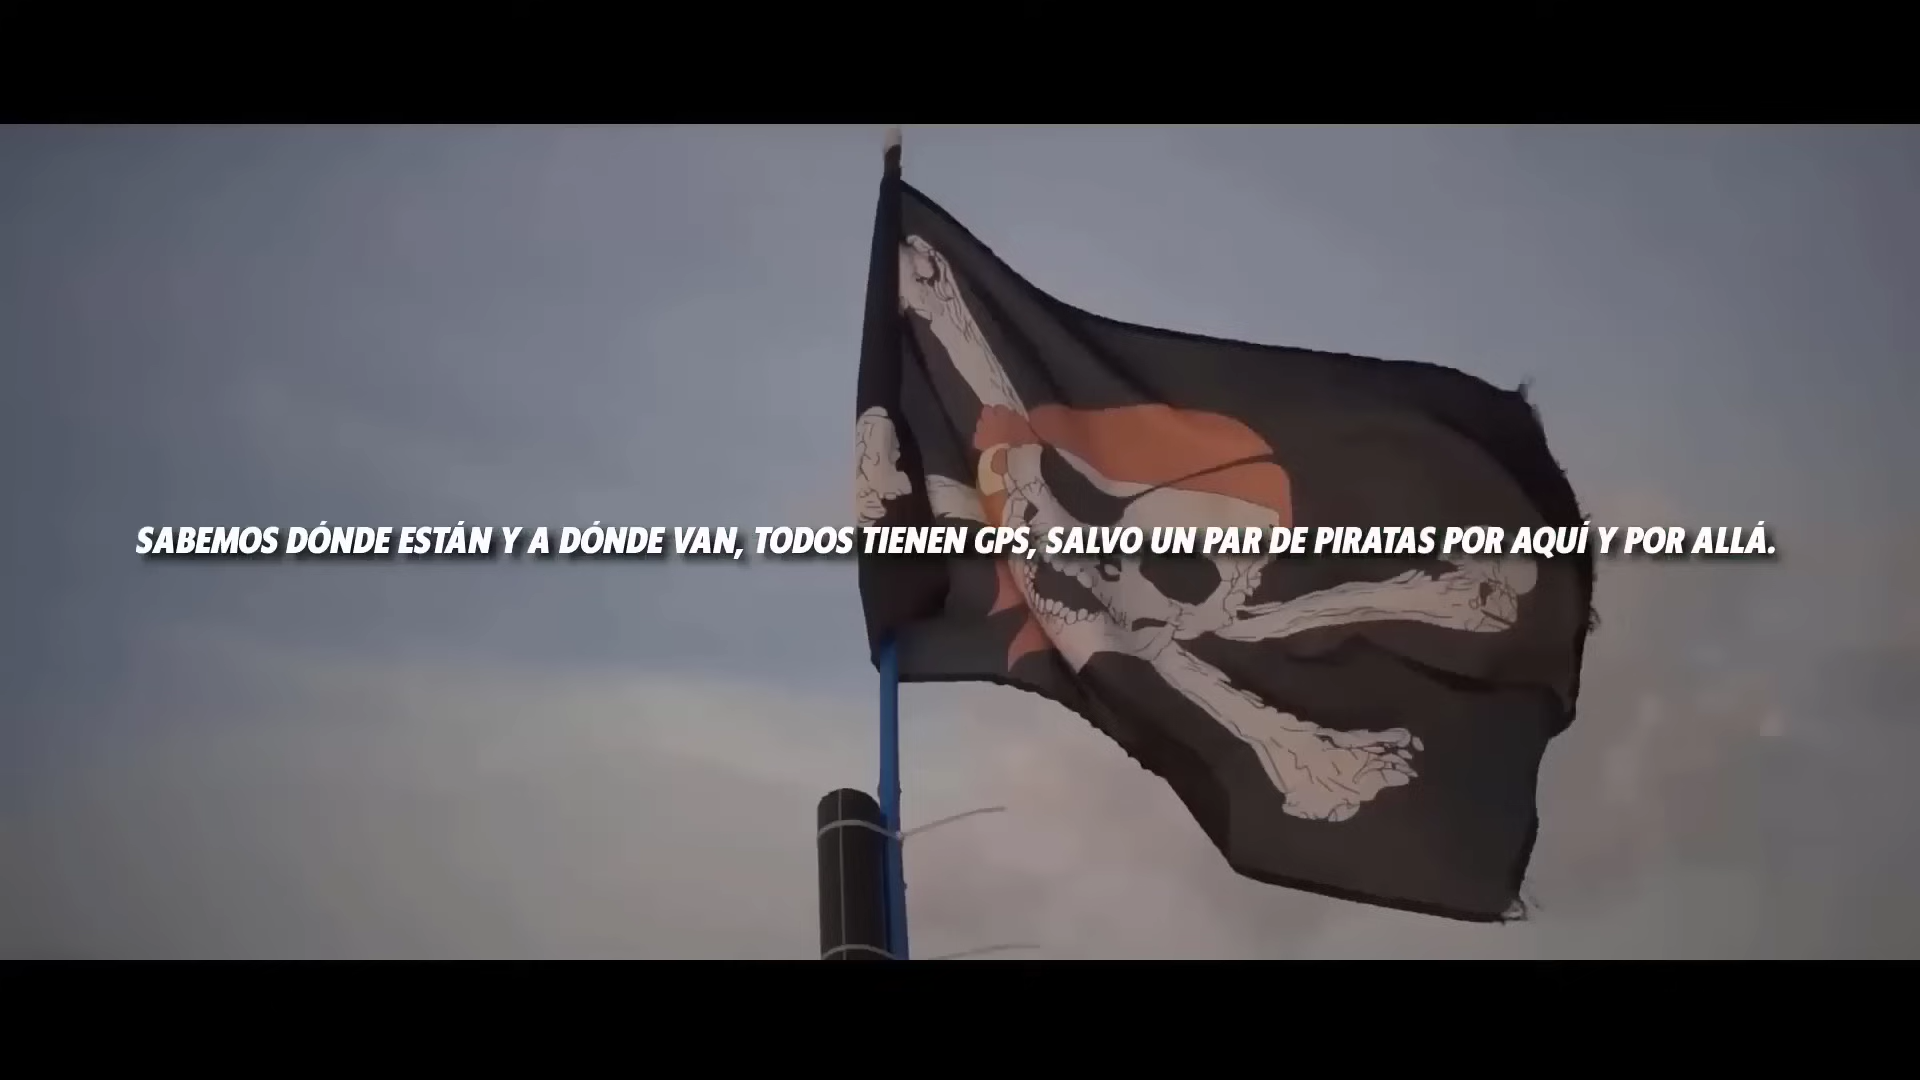 SABEMOS DÓNDE ESTÁN Y A DÓNDE VAN, TODOS TIENEN GPS, SALVO UN PAR DE PIRATAS POR AQUÍ Y POR ALLÁ.